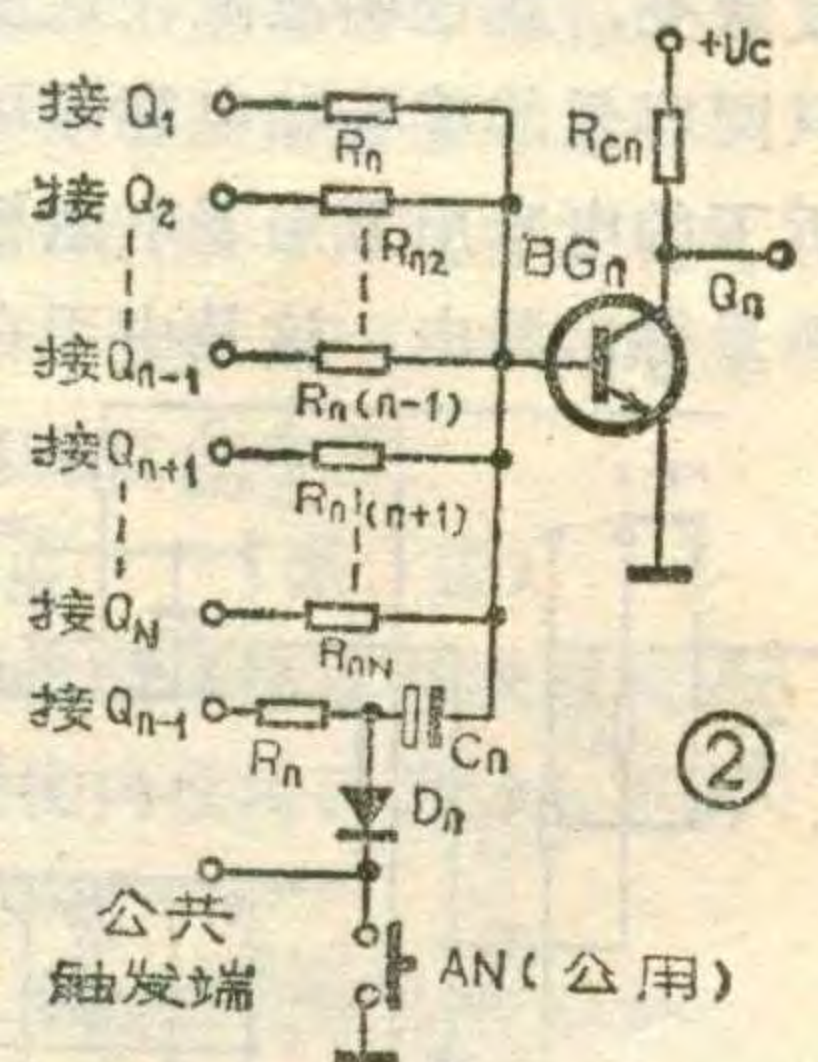 +Uc
接 Q1
Rn
RCn
接 Q2
Rn2
BGn
Qn
接Qn-1
Rn(n-1)
接Qn+1
Rn(n+1)
接QN
RnN
接Qn-1
Rn
Cn
②
Dn
公共
触发端
AN(公用)